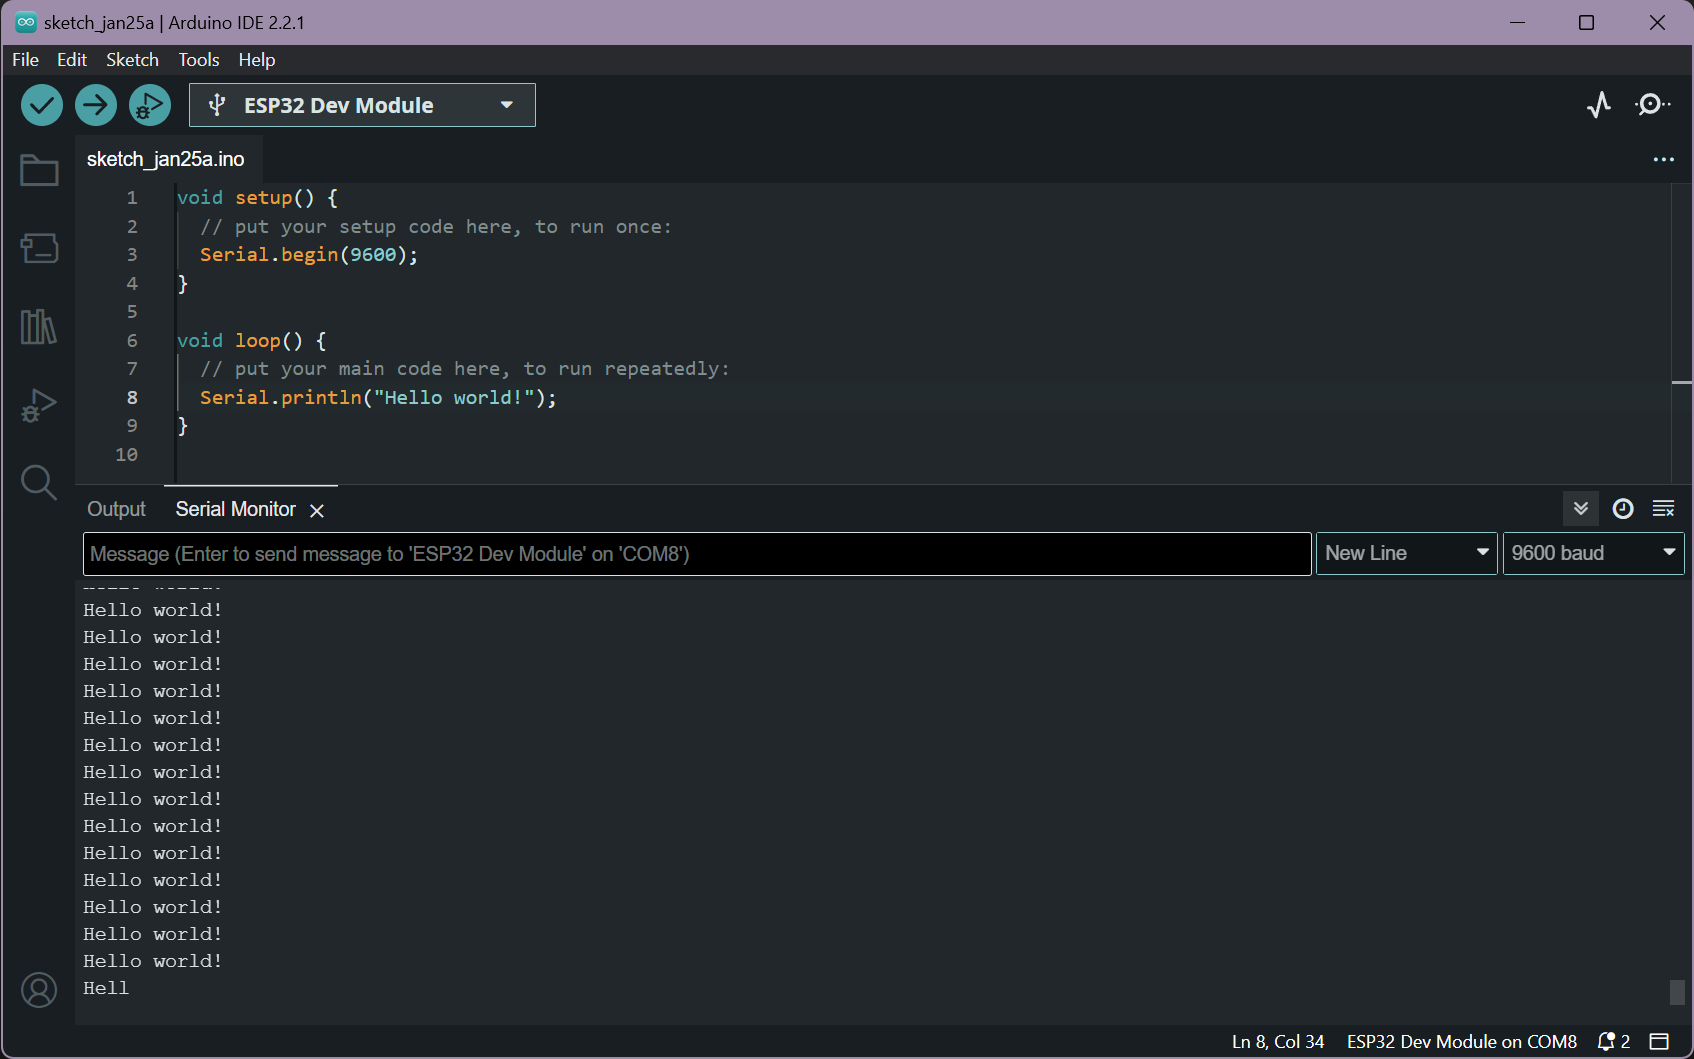 sketch_jan25a | Arduino IDE 2.2.1
File Edit Sketch Tools Help
ESP32 Dev Module
sketch_jan25a.ino
1 void setup() {
2   // put your setup code here, to run once:
3   Serial.begin(9600);
4 }
5
6 void loop() {
7   // put your main code here, to run repeatedly:
8   Serial.println("Hello world!");
9 }
10
Output Serial Monitor
Message (Enter to send message to 'ESP32 Dev Module' on 'COM8') New Line 9600 baud
Hello world!
Hello world!
Hello world!
Hello world!
Hello world!
Hello world!
Hello world!
Hello world!
Hello world!
Hello world!
Hello world!
Hello world!
Hello world!
Hello world!
Hell
Ln 8, Col 34 ESP32 Dev Module on COM8 2